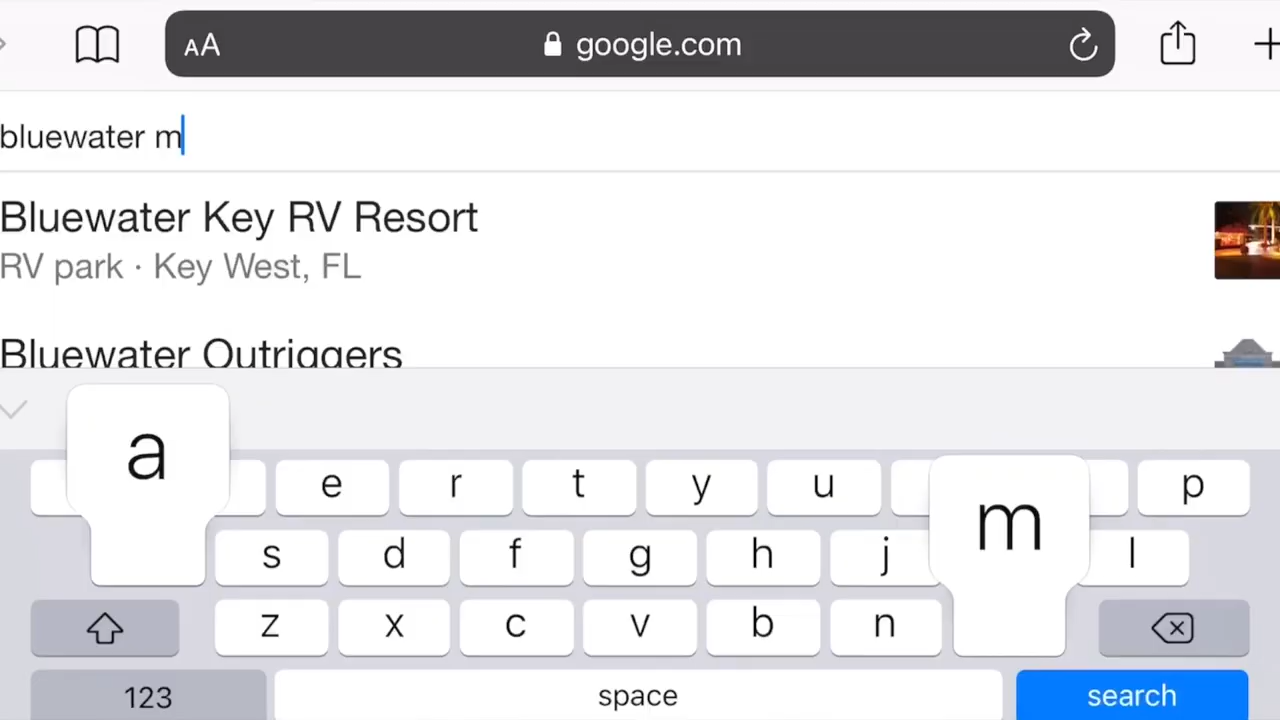 AA google.com
bluewater m
Bluewater Key RV Resort
RV park · Key West, FL
Bluewater Outriggers
a
e r t y u p
m
s d f g h j l
z x c v b n
123 space search